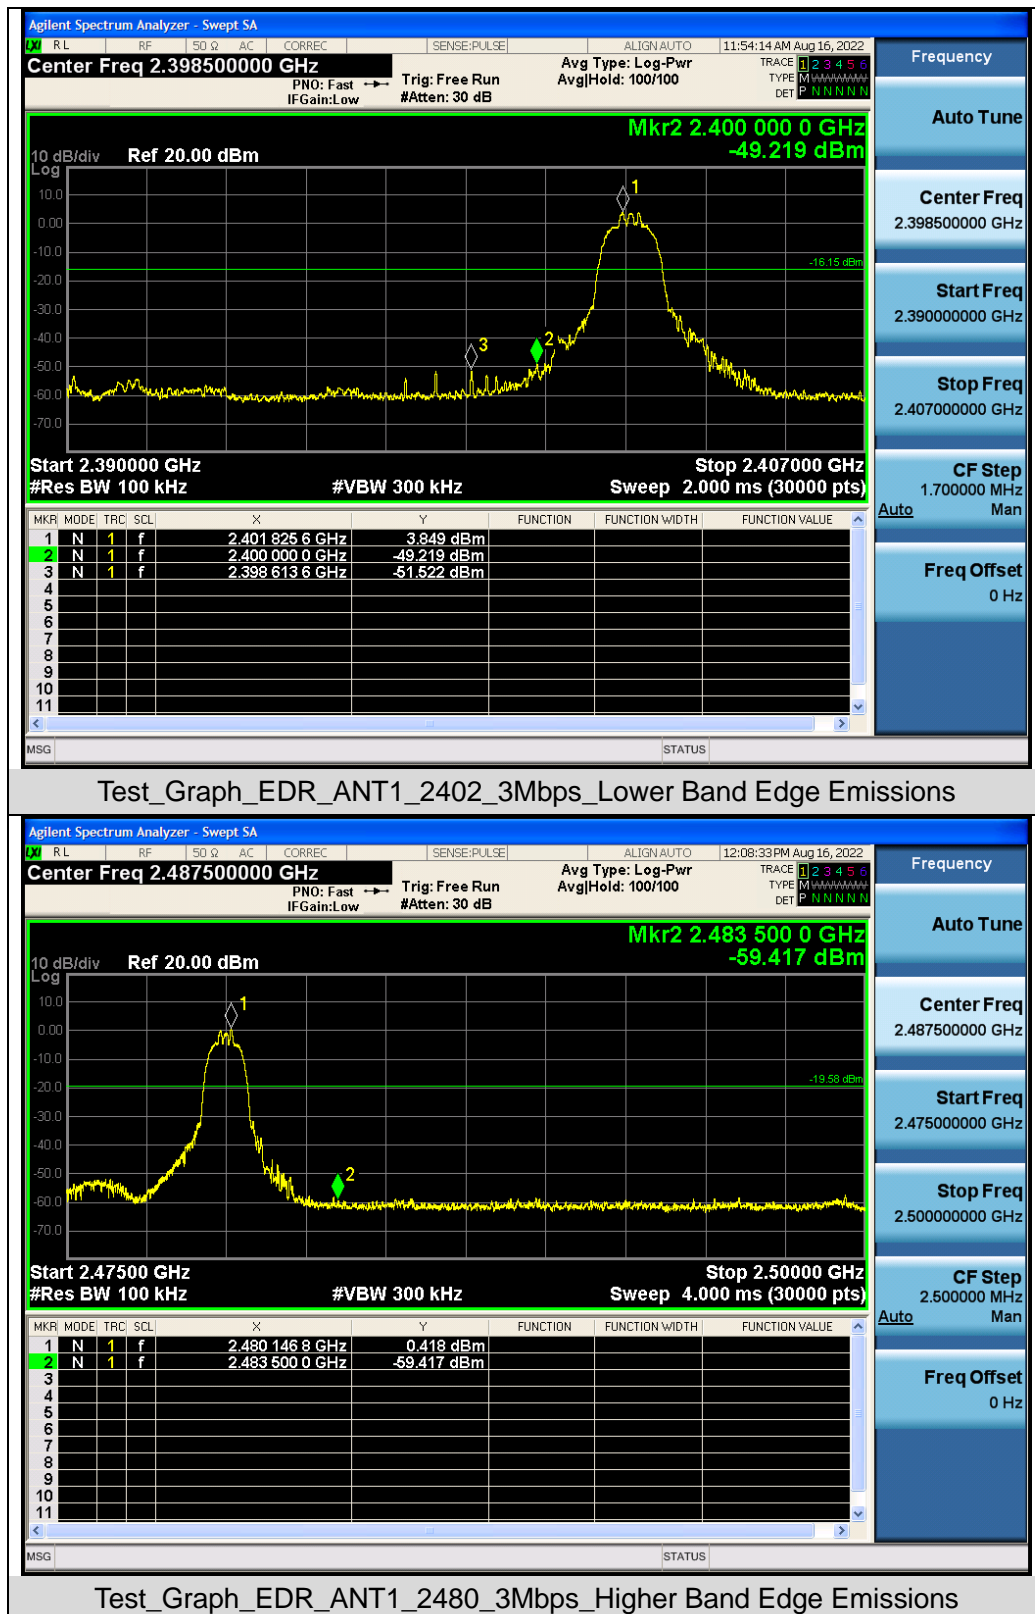 Agilent Spectrum Analyzer - Swept SA
LXI RL RF 50 Ω AC CORREC SENSE:PULSE ALIGN AUTO 11:54:14 AM Aug 16, 2022
Center Freq 2.398500000 GHz
PNO: Fast
IFGain:Low
Trig: Free Run
#Atten: 30 dB
Avg Type: Log-Pwr
Avg|Hold: 100/100
TRACE 1 2 3 4 5 6
TYPE M
DET P N N N N N
Mkr2 2.400 000 0 GHz
-49.219 dBm
10 dB/div Ref 20.00 dBm
Log
10.0
0.00
-10.0
-20.0
-30.0
-40.0
-50.0
-60.0
-70.0
1
-16.15 dBm
3
2
Start 2.390000 GHz Stop 2.407000 GHz
#Res BW 100 kHz #VBW 300 kHz Sweep 2.000 ms (30000 pts)
MKR MODE TRC SCL X Y FUNCTION FUNCTION WIDTH FUNCTION VALUE
1 N 1 f 2.401 825 6 GHz 3.849 dBm
2 N 1 f 2.400 000 0 GHz -49.219 dBm
3 N 1 f 2.398 613 6 GHz -51.522 dBm
4
5
6
7
8
9
10
11
MSG STATUS
Frequency
Auto Tune
Center Freq
2.398500000 GHz
Start Freq
2.390000000 GHz
Stop Freq
2.407000000 GHz
CF Step
1.700000 MHz
Auto Man
Freq Offset
0 Hz
Test_Graph_EDR_ANT1_2402_3Mbps_Lower Band Edge Emissions
Agilent Spectrum Analyzer - Swept SA
LXI RL RF 50 Ω AC CORREC SENSE:PULSE ALIGN AUTO 12:08:33 PM Aug 16, 2022
Center Freq 2.487500000 GHz
PNO: Fast
IFGain:Low
Trig: Free Run
#Atten: 30 dB
Avg Type: Log-Pwr
Avg|Hold: 100/100
TRACE 1 2 3 4 5 6
TYPE M
DET P N N N N N
Mkr2 2.483 500 0 GHz
-59.417 dBm
10 dB/div Ref 20.00 dBm
Log
10.0
0.00
-10.0
-20.0
-30.0
-40.0
-50.0
-60.0
-70.0
1
-19.58 dBm
2
Start 2.47500 GHz Stop 2.50000 GHz
#Res BW 100 kHz #VBW 300 kHz Sweep 4.000 ms (30000 pts)
MKR MODE TRC SCL X Y FUNCTION FUNCTION WIDTH FUNCTION VALUE
1 N 1 f 2.480 146 8 GHz 0.418 dBm
2 N 1 f 2.483 500 0 GHz -59.417 dBm
3
4
5
6
7
8
9
10
11
MSG STATUS
Frequency
Auto Tune
Center Freq
2.487500000 GHz
Start Freq
2.475000000 GHz
Stop Freq
2.500000000 GHz
CF Step
2.500000 MHz
Auto Man
Freq Offset
0 Hz
Test_Graph_EDR_ANT1_2480_3Mbps_Higher Band Edge Emissions